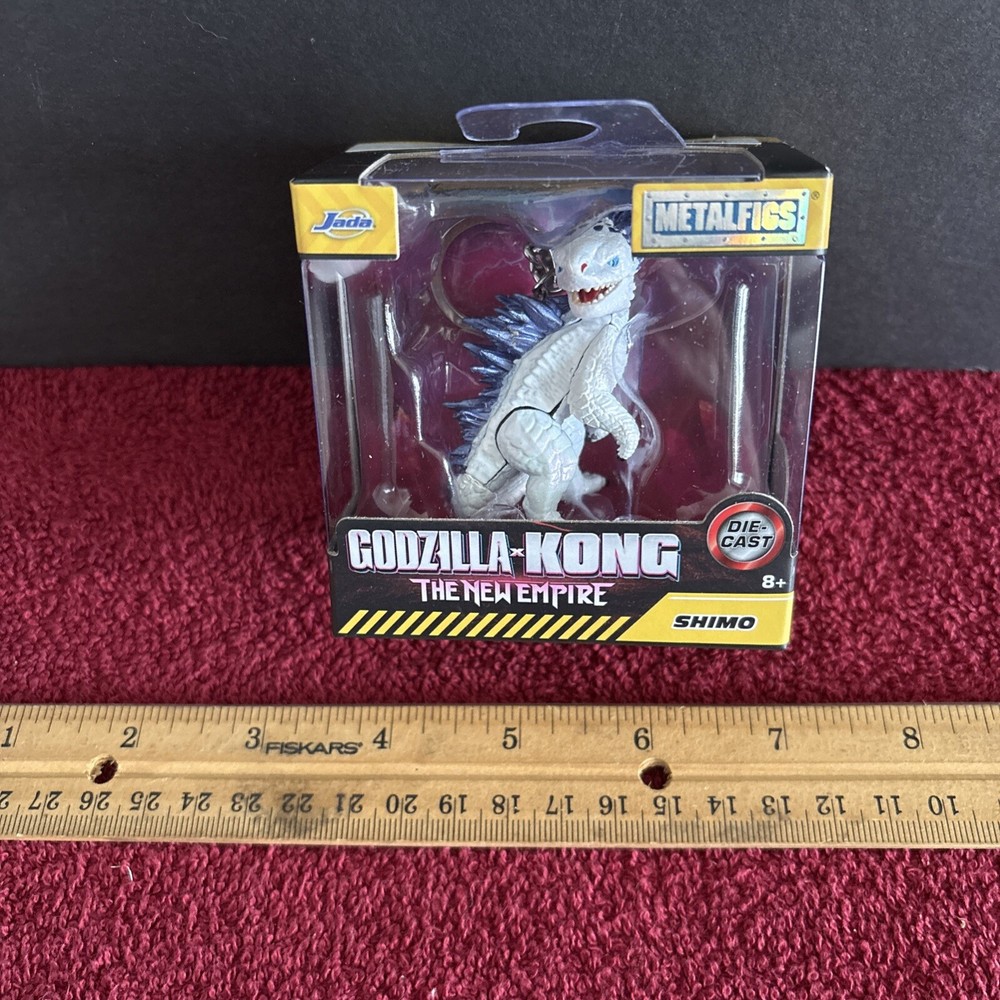 Jada
METALFIGS®
GODZILLA x KONG
THE NEW EMPIRE
DIE-
CAST
8+
SHIMO
1 2 3 FISKARS® 4 5 6 7 8
27 26 25 24 23 22 21 20 19 18 17 16 15 14 13 12 11 10